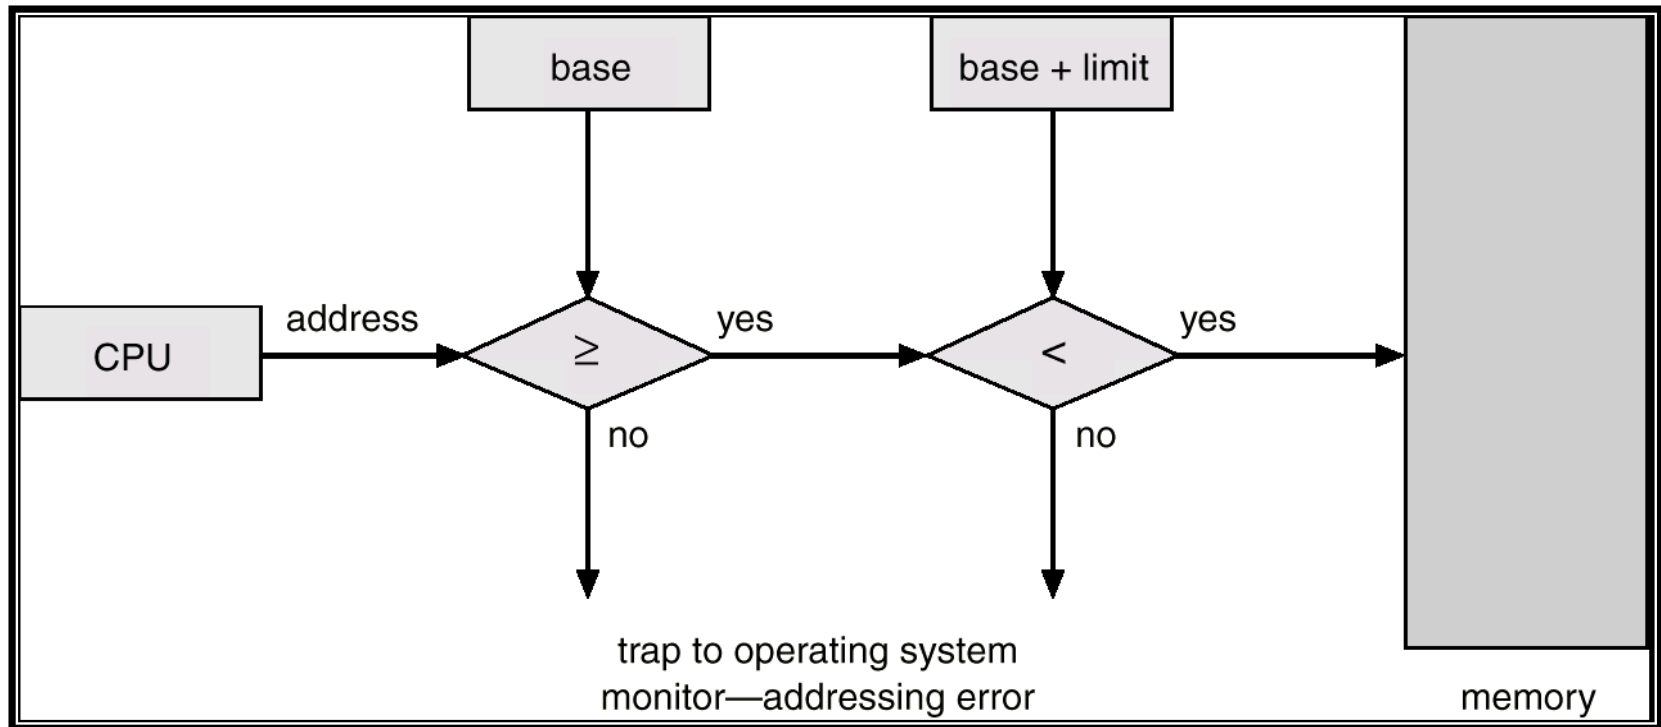 base
base + limit
address
yes
yes
CPU
≥
<
no
no
trap to operating system
monitor—addressing error
memory